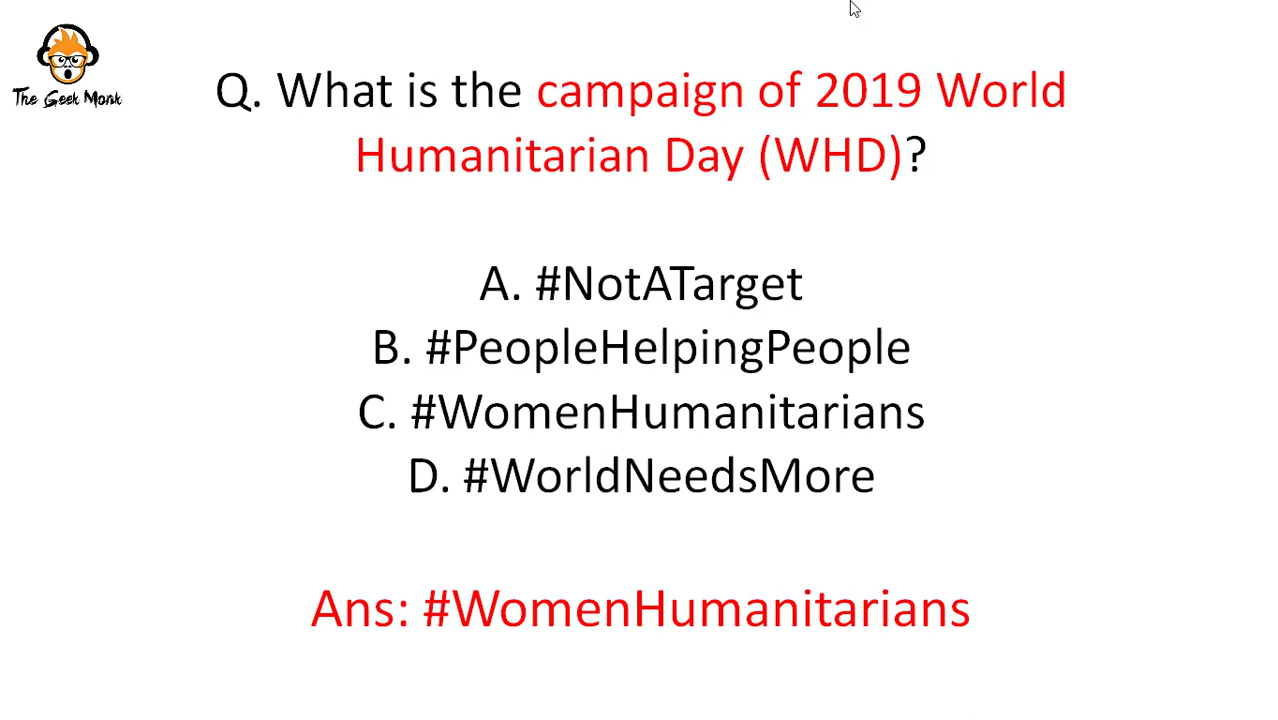 The Geek Monk
Q. What is the campaign of 2019 World
Humanitarian Day (WHD)?
A. #NotATarget
B. #PeopleHelpingPeople
C. #WomenHumanitarians
D. #WorldNeedsMore
Ans: #WomenHumanitarians